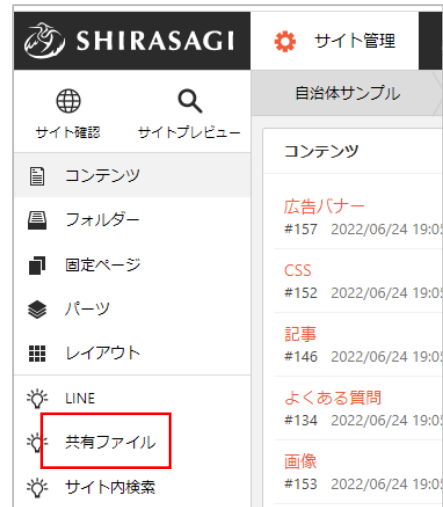 SHIRASAGI
サイト管理
サイト確認
サイトプレビュー
コンテンツ
フォルダー
固定ページ
パーツ
レイアウト
LINE
共有ファイル
サイト内検索
自治体サンプル
コンテンツ
広告バナー
#157 2022/06/24 19:05
CSS
#152 2022/06/24 19:05
記事
#146 2022/06/24 19:05
よくある質問
#134 2022/06/24 19:05
画像
#153 2022/06/24 19:05